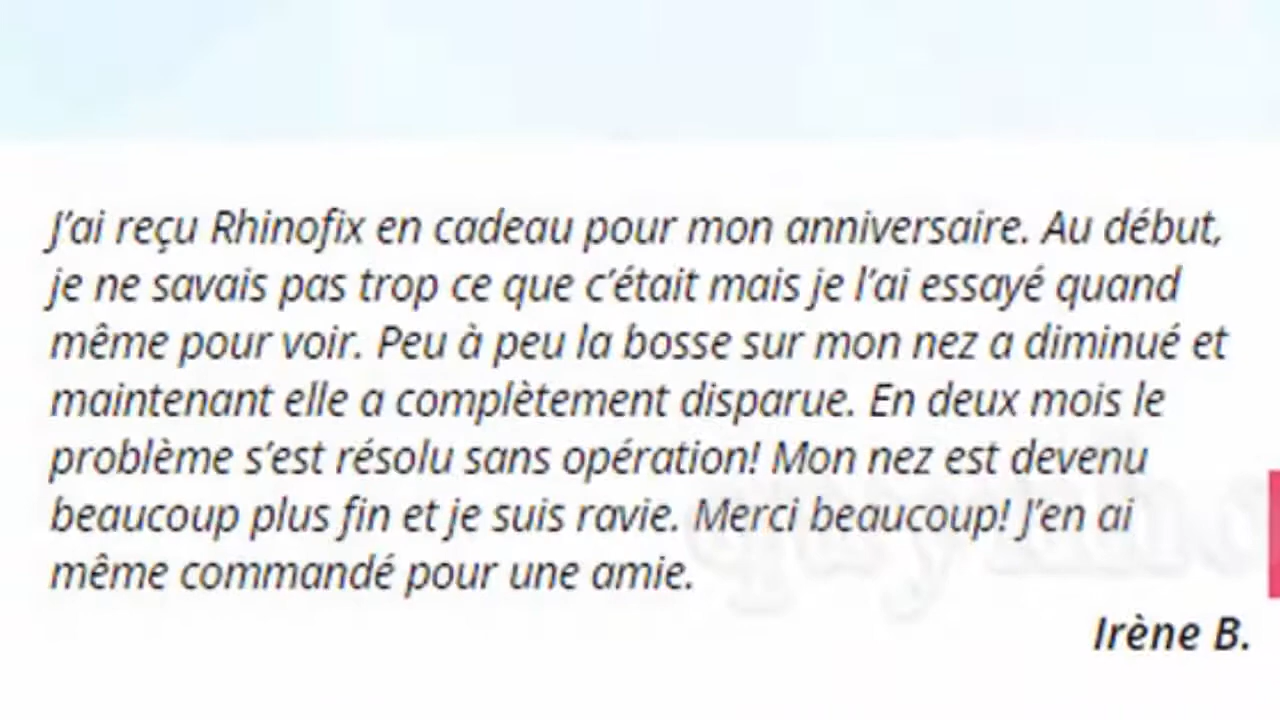 J'ai reçu Rhinofix en cadeau pour mon anniversaire. Au début,
je ne savais pas trop ce que c'était mais je l'ai essayé quand
même pour voir. Peu à peu la bosse sur mon nez a diminué et
maintenant elle a complètement disparue. En deux mois le
problème s'est résolu sans opération! Mon nez est devenu
beaucoup plus fin et je suis ravie. Merci beaucoup! J'en ai
même commandé pour une amie.
Irène B.